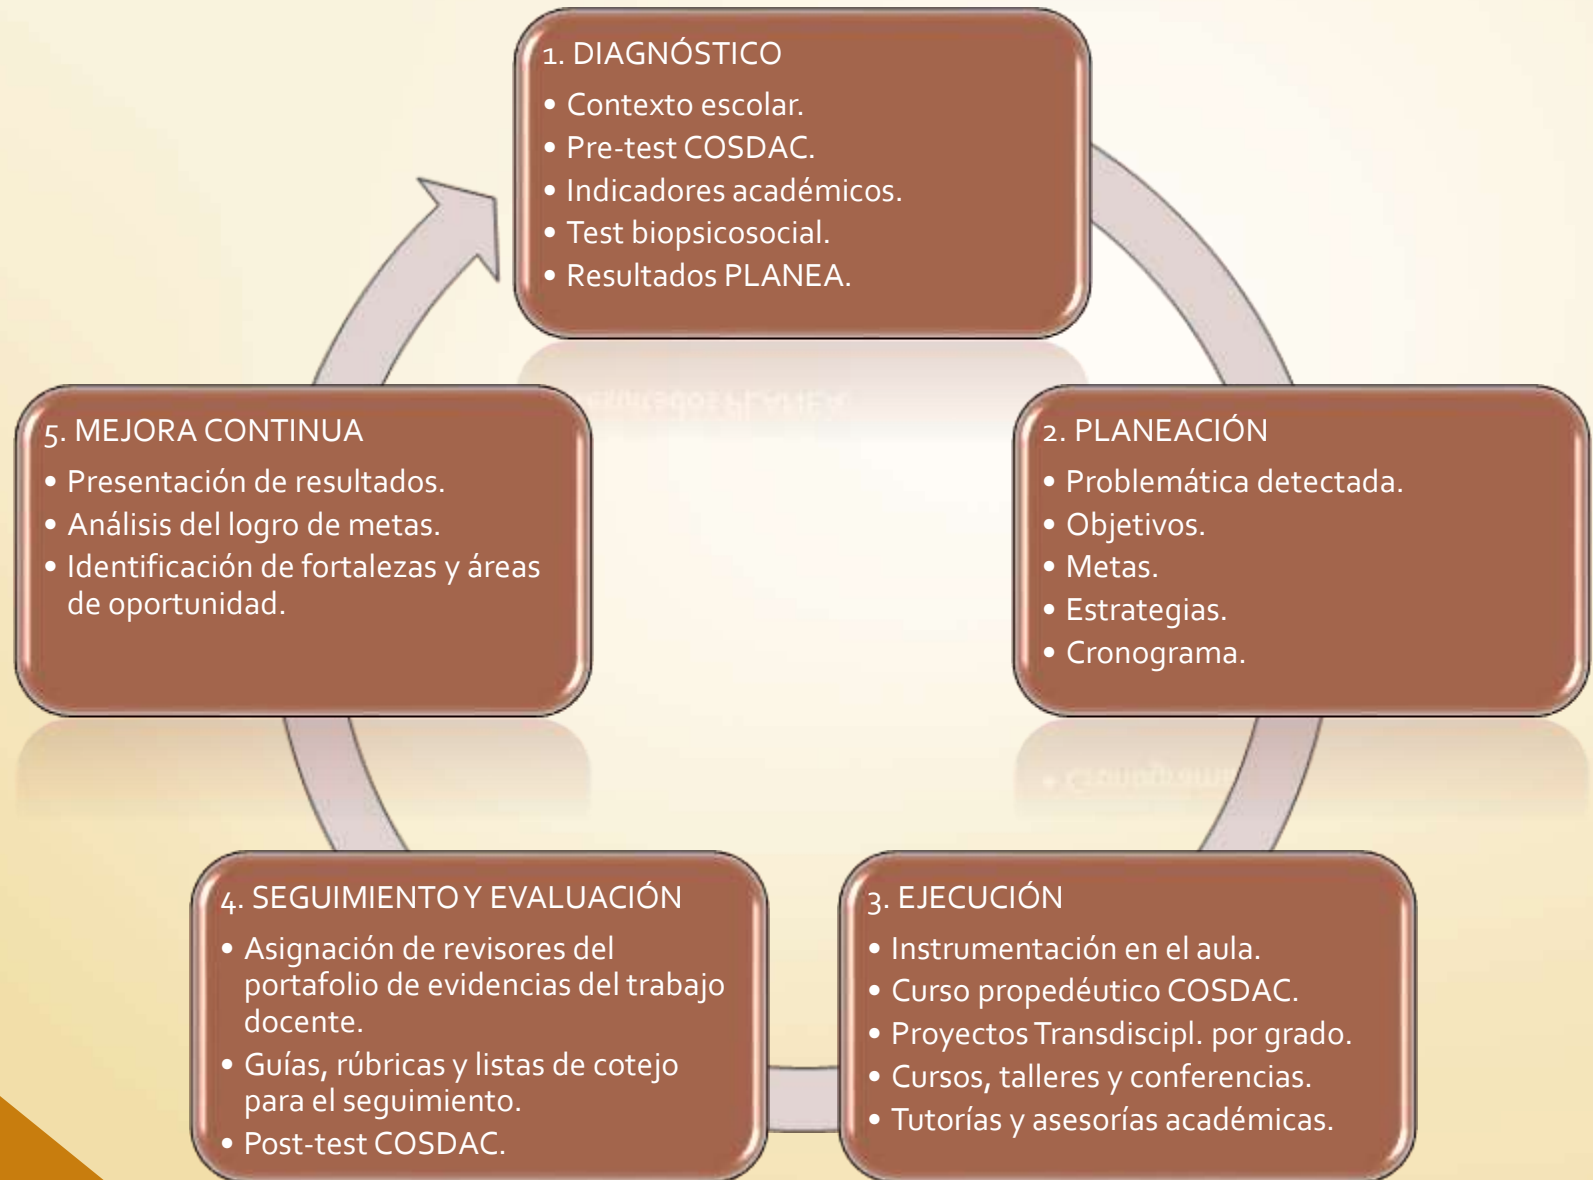 1. DIAGNÓSTICO
• Contexto escolar.
• Pre-test COSDAC.
• Indicadores académicos.
• Test biopsicosocial.
• Resultados PLANEA.
2. PLANEACIÓN
• Problemática detectada.
• Objetivos.
• Metas.
• Estrategias.
• Cronograma.
3. EJECUCIÓN
• Instrumentación en el aula.
• Curso propedéutico COSDAC.
• Proyectos Transdiscipl. por grado.
• Cursos, talleres y conferencias.
• Tutorías y asesorías académicas.
4. SEGUIMIENTO Y EVALUACIÓN
• Asignación de revisores del
portafolio de evidencias del trabajo
docente.
• Guías, rúbricas y listas de cotejo
para el seguimiento.
• Post-test COSDAC.
5. MEJORA CONTINUA
• Presentación de resultados.
• Análisis del logro de metas.
• Identificación de fortalezas y áreas
de oportunidad.